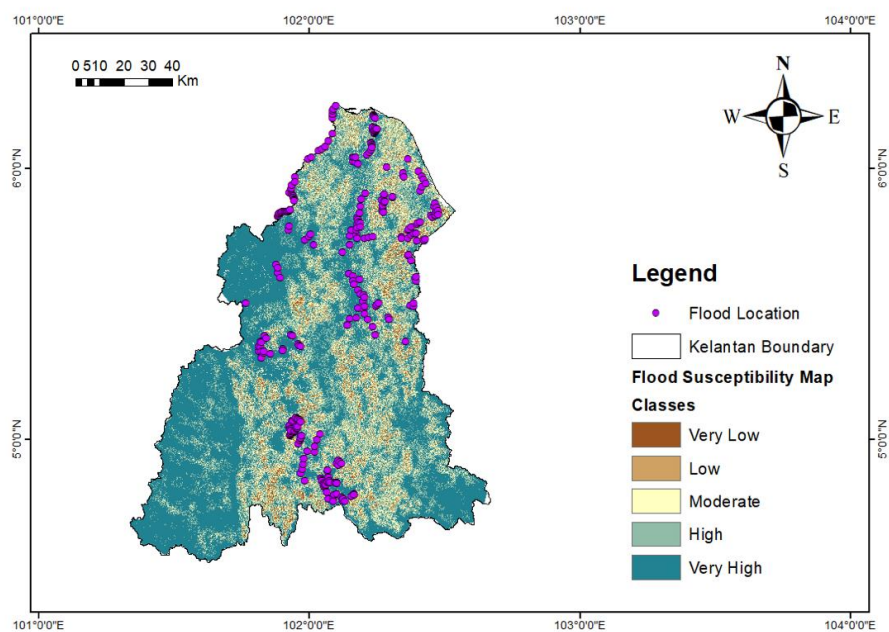 101°0'0"E 102°0'0"E 103°0'0"E 104°0'0"E
0 510 20 30 40
Km
N
W E
S
6°0'0"N 6°0'0"N
Legend
Flood Location
Kelantan Boundary
Flood Susceptibility Map
Classes
Very Low
5°0'0"N 5°0'0"N
Low
Moderate
High
Very High
101°0'0"E 102°0'0"E 103°0'0"E 104°0'0"E